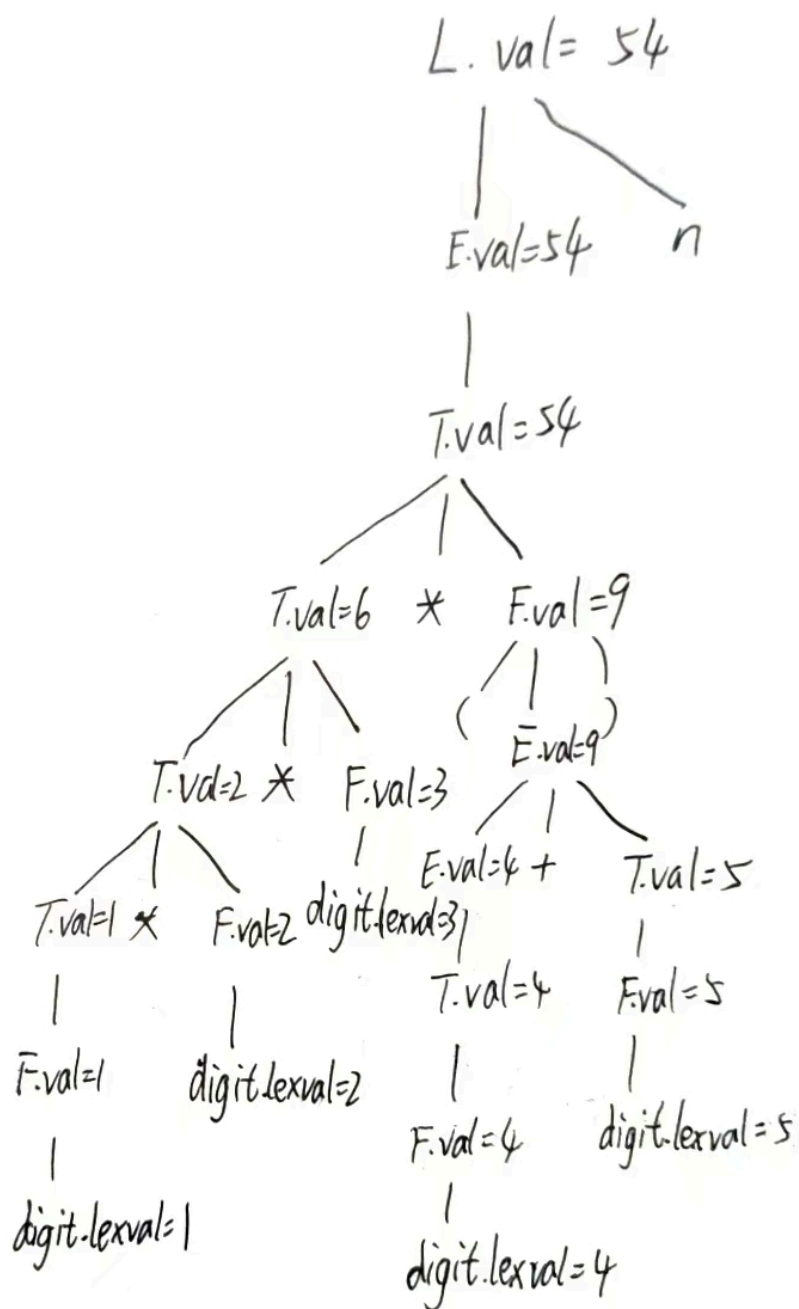 L. val= 54
E.val=54 n
T.val=54
T.val=6 * F.val=9
( E.val=9 )
T.val=2 * F.val=3
E.val=4 + T.val=5
T.val=1 * F.val=2 digit.lexval=3
T.val=4 F.val=5
F.val=1 digit.lexval=2
F.val=4 digit.lexval=5
digit.lexval=1
digit.lexval=4